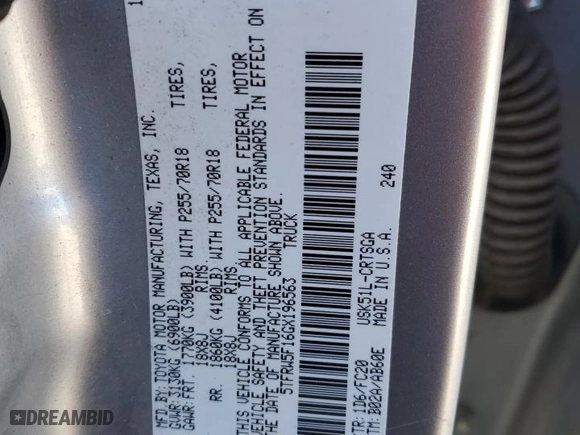 MFD.BY:TOYOTA MOTOR MANUFACTURING, TEXAS, INC.
GVWR:3130KG(6900LB)
GAWR:FRT. 1770KG(3900LB) WITH P255/70R18 TIRES,
18X8J RIMS
RR. 1860KG(4100LB) WITH P255/70R18 TIRES,
18X8J RIMS
THIS VEHICLE CONFORMS TO ALL APPLICABLE FEDERAL MOTOR
VEHICLE SAFETY AND THEFT PREVENTION STANDARDS IN EFFECT ON
THE DATE OF MANUFACTURE SHOWN ABOVE.
5TFRW5F16GX196563 TRUCK
TR: 1D6/FC20 USK51L-CRTSGA 240
TM: B02A/AB60E MADE IN U.S.A.
AutoBidMaster